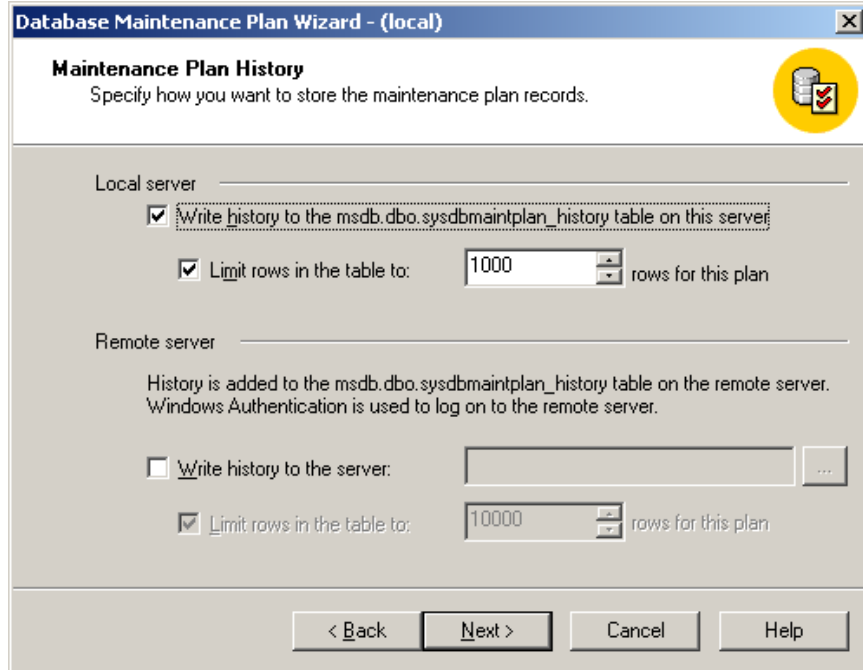 Database Maintenance Plan Wizard - (local)
Maintenance Plan History
Specify how you want to store the maintenance plan records.
Local server
Write history to the msdb.dbo.sysdbmaintplan_history table on this server
Limit rows in the table to: 1000 rows for this plan
Remote server
History is added to the msdb.dbo.sysdbmaintplan_history table on the remote server.
Windows Authentication is used to log on to the remote server.
Write history to the server: ...
Limit rows in the table to: 10000 rows for this plan
< Back Next > Cancel Help